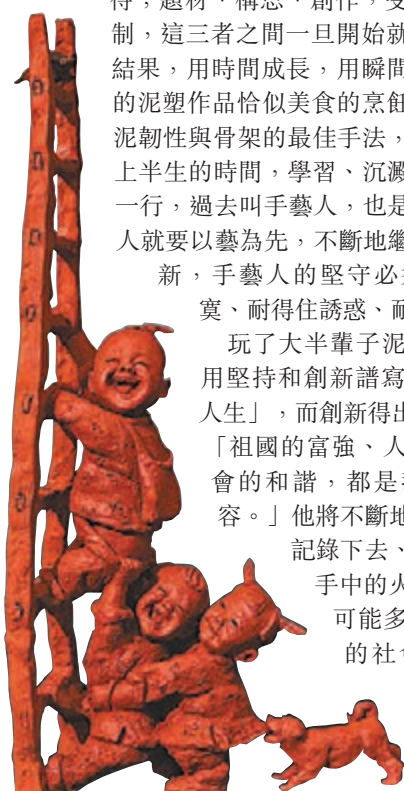 待，題材、構思、創作，受
制，這三者之間一旦開始就
結果，用時間成長，用瞬間
的泥塑作品恰似美食的烹飪
泥韌性與骨架的最佳手法，
上半生的時間，學習、沉澱
一行，過去叫手藝人，也是
人就要以藝為先，不斷地繼
新，手藝人的堅守必
寞、耐得住誘惑、耐
玩了大半輩子泥
用堅持和創新譜寫
人生」，而創新得出
「祖國的富強、人
會的和諧，都是
容。」他將不斷地
記錄下去、
手中的火
可能多
的社